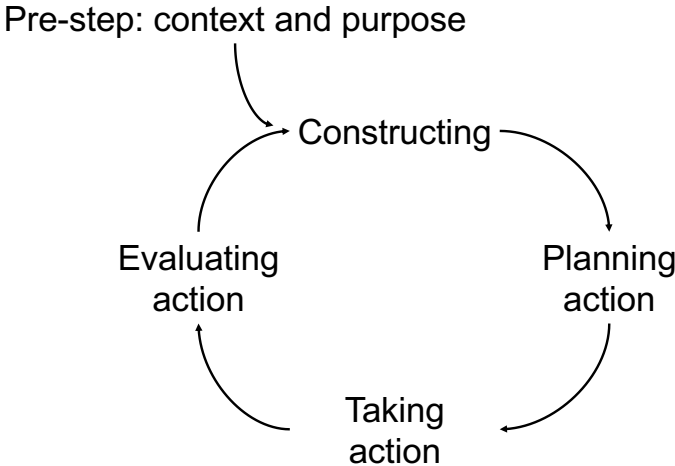 Pre-step: context and purpose
Constructing
Evaluating
action
Planning
action
Taking
action